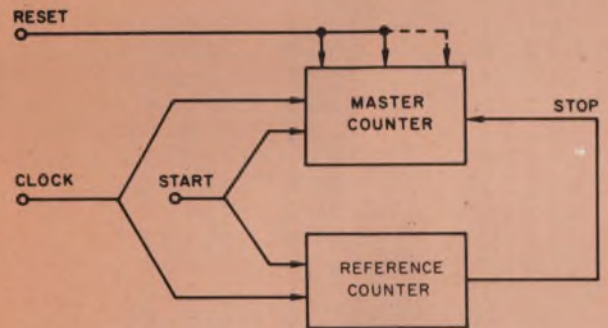 RESET
MASTER
COUNTER
STOP
CLOCK
START
REFERENCE
COUNTER